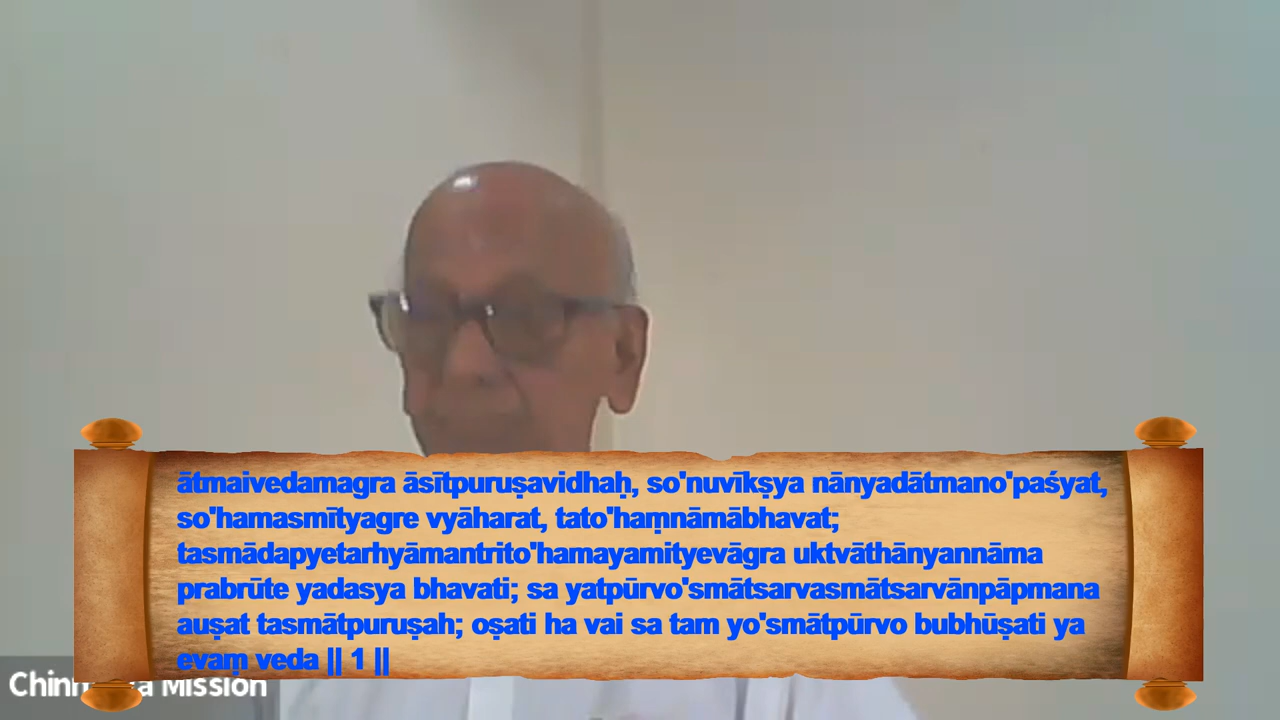 ātmaivedamagra āsītpuruṣavidhaḥ, so'nuvīkṣya nānyadātmano'paśyat,
so'hamasmītyagre vyāharat, tato'haṃnāmābhavat;
tasmādapyetarhyāmantrito'hamayamityevāgra uktvāthānyannāma
prabrūte yadasya bhavati; sa yatpūrvo'smātsarvasmātsarvānpāpmana
auṣat tasmātpuruṣah; oṣati ha vai sa tam yo'smātpūrvo bubhūṣati ya
evaṃ veda || 1 ||
Mission